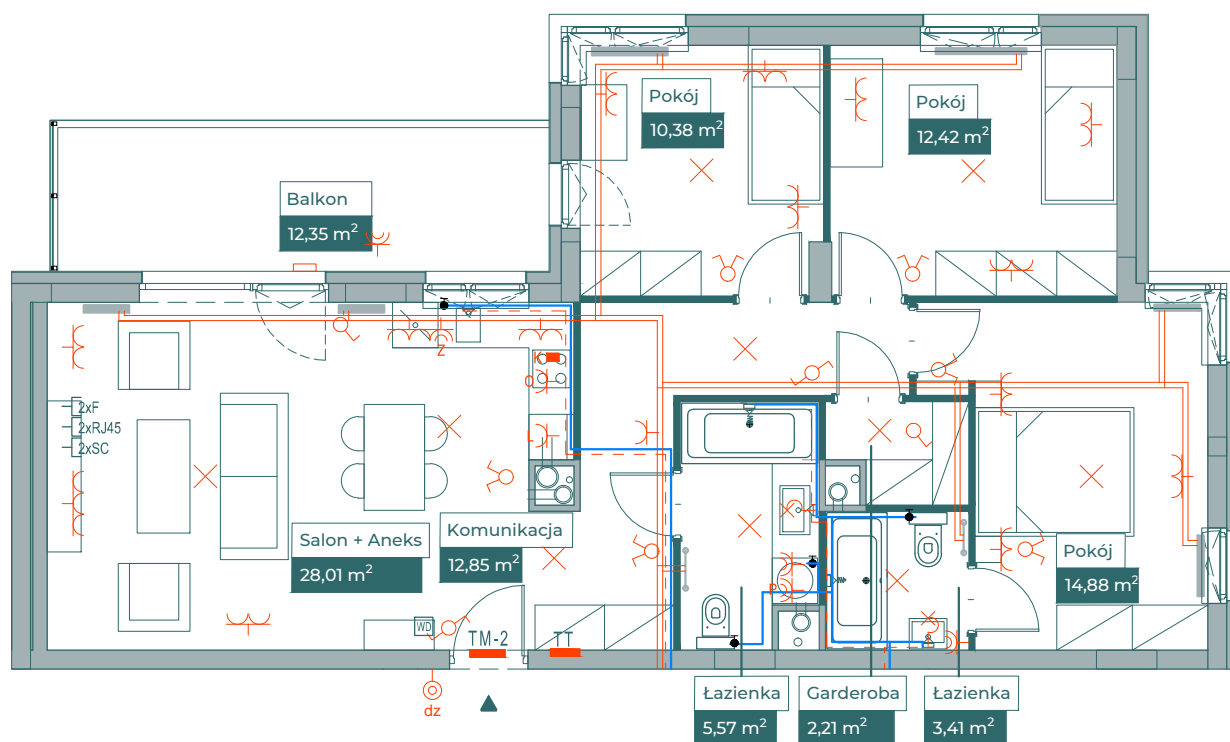 Pokój
10,38 m²
Pokój
12,42 m²
Balkon
12,35 m²
Z
K
2xF
2xRJ45
2xSC
L
Salon + Aneks
28,01 m²
Komunikacja
12,85 m²
Pokój
14,88 m²
P
WD
TM-2
TT
dz
Łazienka
5,57 m²
Garderoba
2,21 m²
Łazienka
3,41 m²